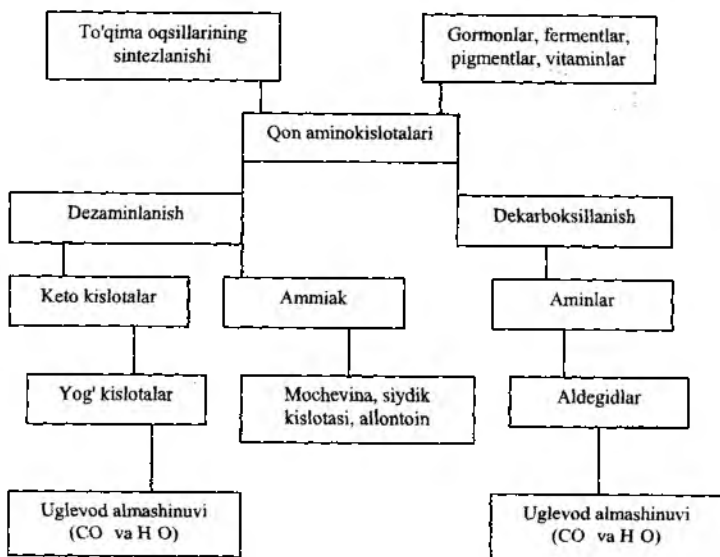 To'qima oqsillarining
sintezlanishi
Gormonlar, fermentlar,
pigmentlar, vitaminlar
Qon aminokislotalari
Dezaminlanish
Dekarboksillanish
Keto kislotalar
Ammiak
Aminlar
Yog' kislotalar
Mochevina, siydik
kislotasi, allontoin
Aldegidlar
Uglevod almashinuvi
(CO va H O)
Uglevod almashinuvi
(CO va H O)